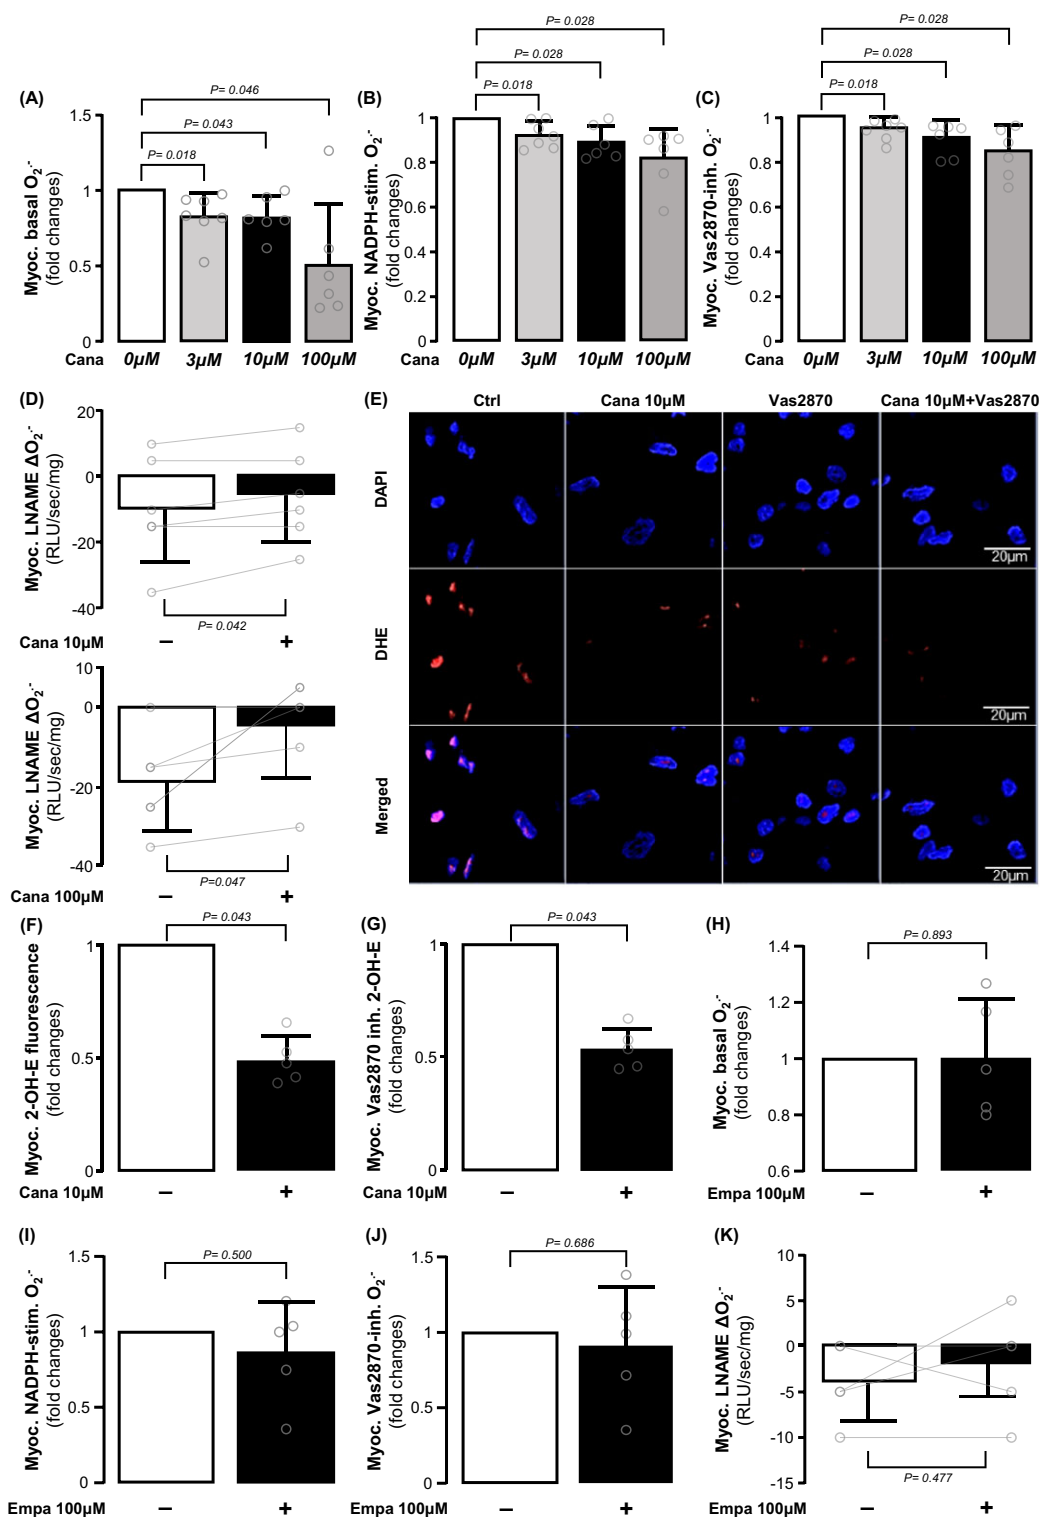 P= 0.028
P= 0.028
P= 0.028
P= 0.028
P= 0.018
P= 0.018
(A)
P= 0.046
P= 0.043
P= 0.018
(B)
(C)
Myoc. basal O₂·⁻
(fold changes)
1.5
1
0.5
0
Cana 0µM 3µM 10µM 100µM
Myoc. NADPH-stim. O₂·⁻
(fold changes)
1
0.8
0.6
0.4
0.2
0
Cana 0µM 3µM 10µM 100µM
Myoc. Vas2870-inh. O₂·⁻
(fold changes)
1
0.8
0.6
0.4
0.2
0
Cana 0µM 3µM 10µM 100µM
(D)
Myoc. LNAME ΔO₂·⁻
(RLU/sec/mg)
20
0
-20
-40
P= 0.042
Cana 10µM – +
Myoc. LNAME ΔO₂·⁻
(RLU/sec/mg)
10
0
-20
-40
P=0.047
Cana 100µM – +
(E)
Ctrl Cana 10µM Vas2870 Cana 10µM+Vas2870
DAPI
20µm
DHE
20µm
Merged
20µm
(F)
P= 0.043
Myoc. 2-OH-E fluorescence
(fold changes)
1
0.5
0
Cana 10µM – +
(G)
P= 0.043
Myoc. Vas2870 inh. 2-OH-E
(fold changes)
1
0.5
0
Cana 10µM – +
(H)
P= 0.893
Myoc. basal O₂·⁻
(fold changes)
1.4
1.2
1
0.8
0.6
Empa 100µM – +
(I)
P= 0.500
Myoc. NADPH-stim. O₂·⁻
(fold changes)
1.5
1
0.5
0
Empa 100µM – +
(J)
P= 0.686
Myoc. Vas2870-inh. O₂·⁻
(fold changes)
1.5
1
0.5
0
Empa 100µM – +
(K)
Myoc. LNAME ΔO₂·⁻
(RLU/sec/mg)
10
5
0
-5
-10
-15
P= 0.477
Empa 100µM – +